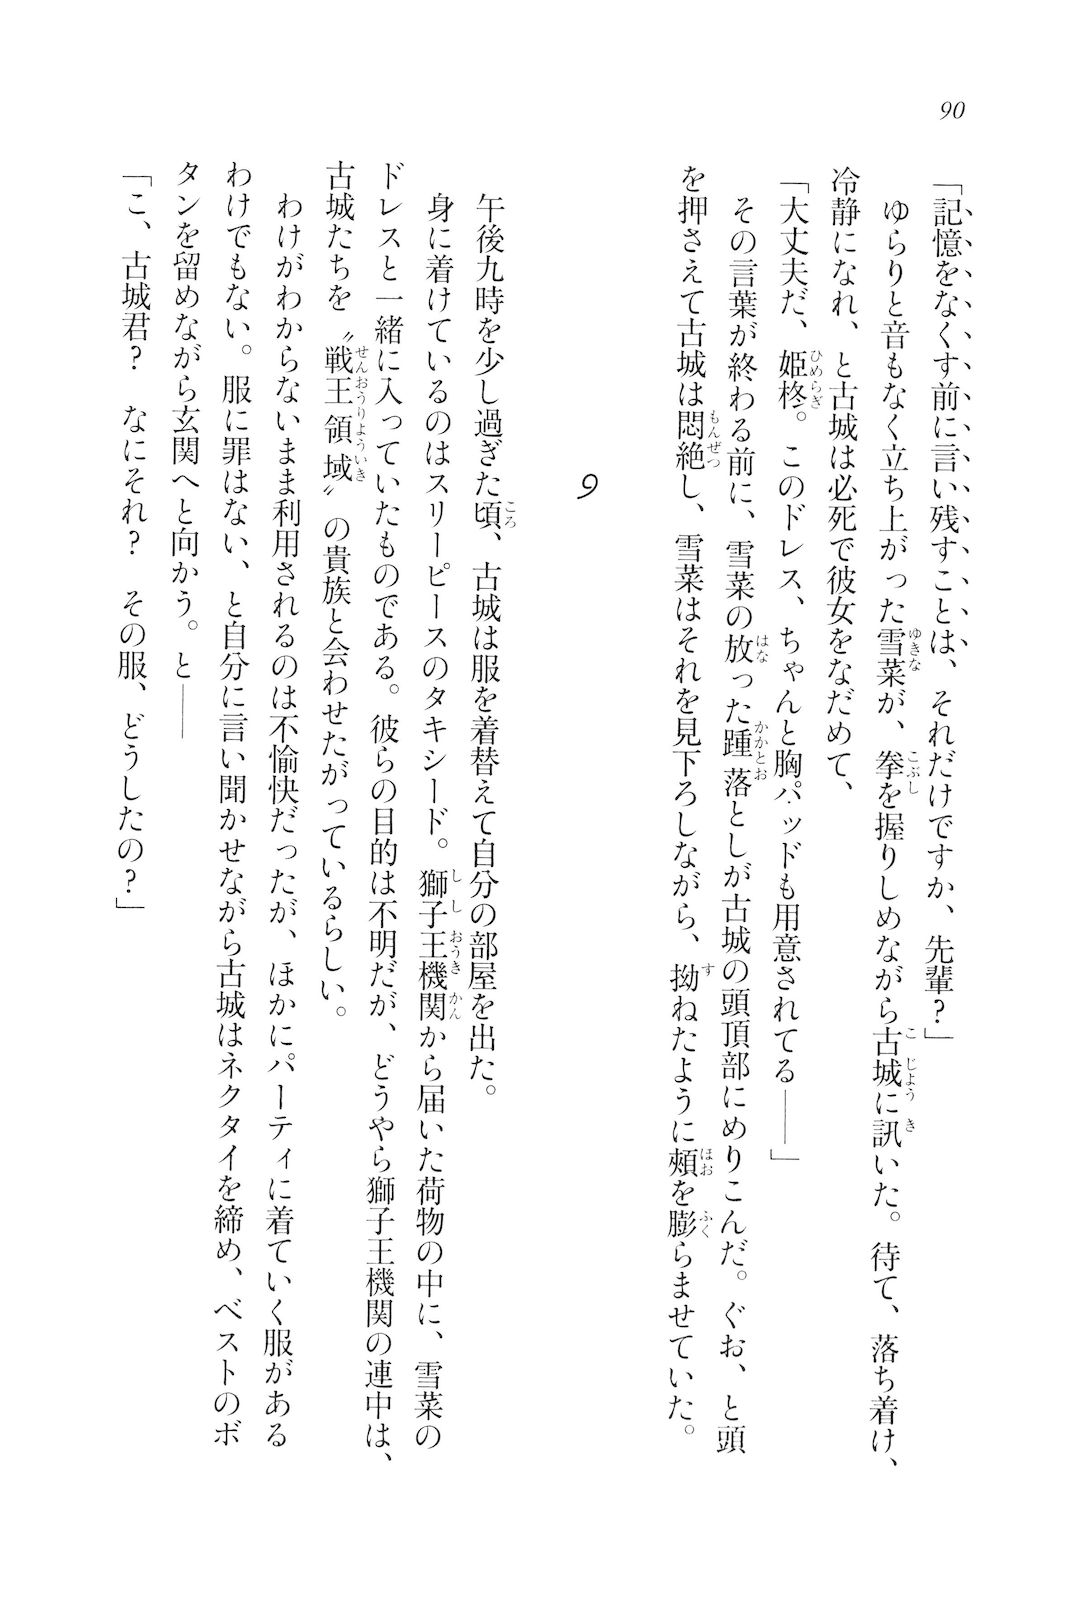 90
「記憶をなくす前に言い残すことは、それだけですか、先輩？」
　ゆらりと音もなく立ち上がった雪菜が、拳を握りしめながら古城に訊いた。待て、落ち着け、
冷静になれ、と古城は必死で彼女をなだめて、
「大丈夫だ、姫柊。このドレス、ちゃんと胸パッドも用意されてる――」
　その言葉が終わる前に、雪菜の放った踵落としが古城の頭頂部にめりこんだ。ぐお、と頭
を押さえて古城は悶絶し、雪菜はそれを見下ろしながら、拗ねたように頰を膨らませていた。
9
　午後九時を少し過ぎた頃、古城は服を着替えて自分の部屋を出た。
　身に着けているのはスリーピースのタキシード。獅子王機関から届いた荷物の中に、雪菜の
ドレスと一緒に入っていたものである。彼らの目的は不明だが、どうやら獅子王機関の連中は、
古城たちを〝戦王領域〟の貴族と会わせたがっているらしい。
　わけがわからないまま利用されるのは不愉快だったが、ほかにパーティに着ていく服がある
わけでもない。服に罪はない、と自分に言い聞かせながら古城はネクタイを締め、ベストのボ
タンを留めながら玄関へと向かう。と――
「こ、古城君？　なにそれ？　その服、どうしたの？」